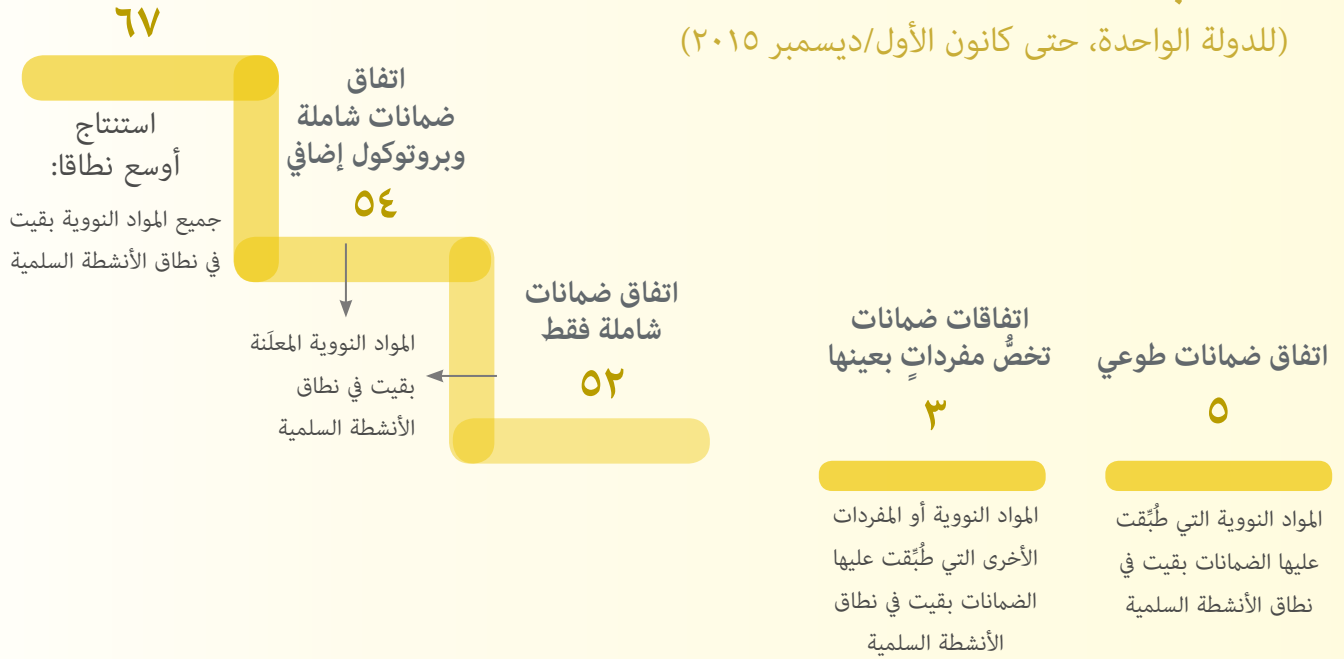 (للدولة الواحدة، حتى كانون الأول/ديسمبر ٢٠١٥)
اتفاق ضمانات طوعي
٥
المواد النووية التي طُبِّقت
عليها الضمانات بقيت في
نطاق الأنشطة السلمية
اتفاقات ضمانات
تخصُّ مفرداتٍ بعينها
٣
المواد النووية أو المفردات
الأخرى التي طُبِّقت عليها
الضمانات بقيت في نطاق
الأنشطة السلمية
اتفاق ضمانات
شاملة فقط
٥٢
اتفاق
ضمانات شاملة
وبروتوكول إضافي
٥٤
المواد النووية المعلَنة
بقيت في نطاق
الأنشطة السلمية
٦٧
استنتاج
أوسع نطاقا:
جميع المواد النووية بقيت
في نطاق الأنشطة السلمية